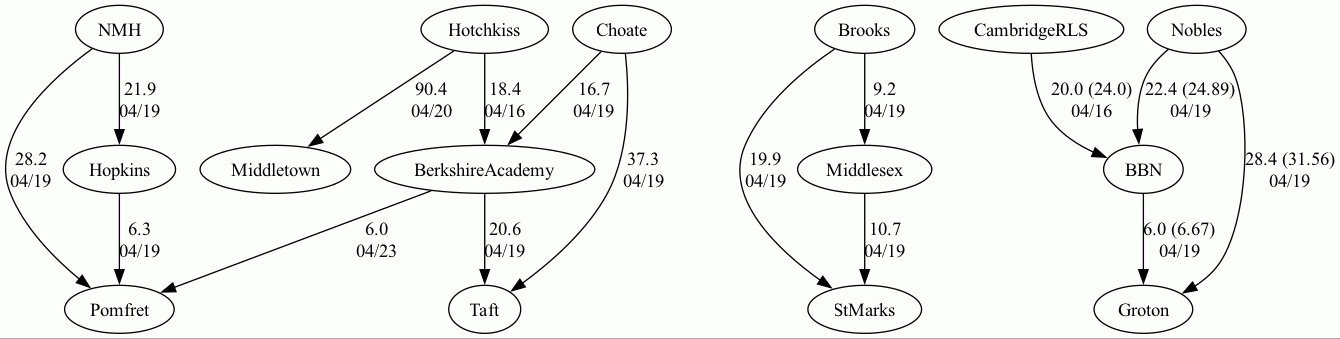 NMH
Hotchkiss
Choate
Brooks
CambridgeRLS
Nobles
21.9
04/19
90.4
04/20
18.4
04/16
16.7
04/19
9.2
04/19
20.0 (24.0)
04/16
22.4 (24.89)
04/19
28.2
04/19
Hopkins
Middletown
BerkshireAcademy
37.3
04/19
19.9
04/19
Middlesex
BBN
28.4 (31.56)
04/19
6.3
04/19
6.0
04/23
20.6
04/19
10.7
04/19
6.0 (6.67)
04/19
Pomfret
Taft
StMarks
Groton